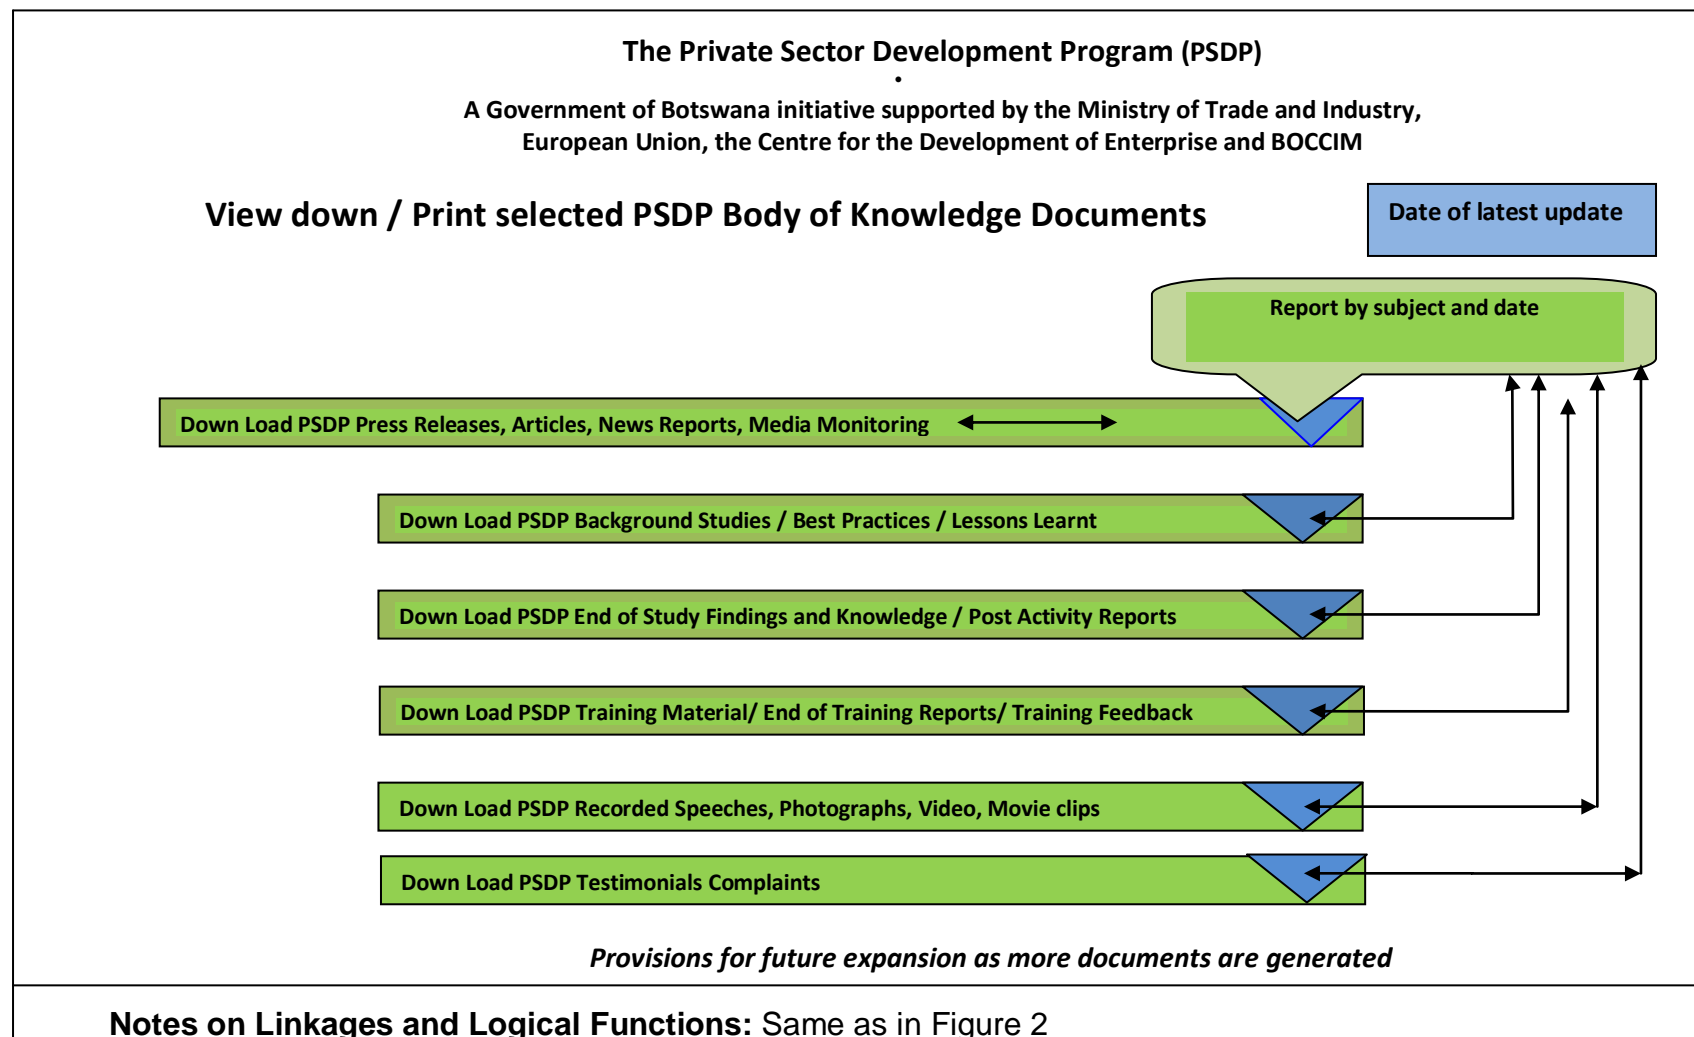 The Private Sector Development Program (PSDP)
A Government of Botswana initiative supported by the Ministry of Trade and Industry,
European Union, the Centre for the Development of Enterprise and BOCCIM
View down / Print selected PSDP Body of Knowledge Documents
Date of latest update
Report by subject and date
Down Load PSDP Press Releases, Articles, News Reports, Media Monitoring
Down Load PSDP Background Studies / Best Practices / Lessons Learnt
Down Load PSDP End of Study Findings and Knowledge / Post Activity Reports
Down Load PSDP Training Material/ End of Training Reports/ Training Feedback
Down Load PSDP Recorded Speeches, Photographs, Video, Movie clips
Down Load PSDP Testimonials Complaints
Provisions for future expansion as more documents are generated
Notes on Linkages and Logical Functions: Same as in Figure 2